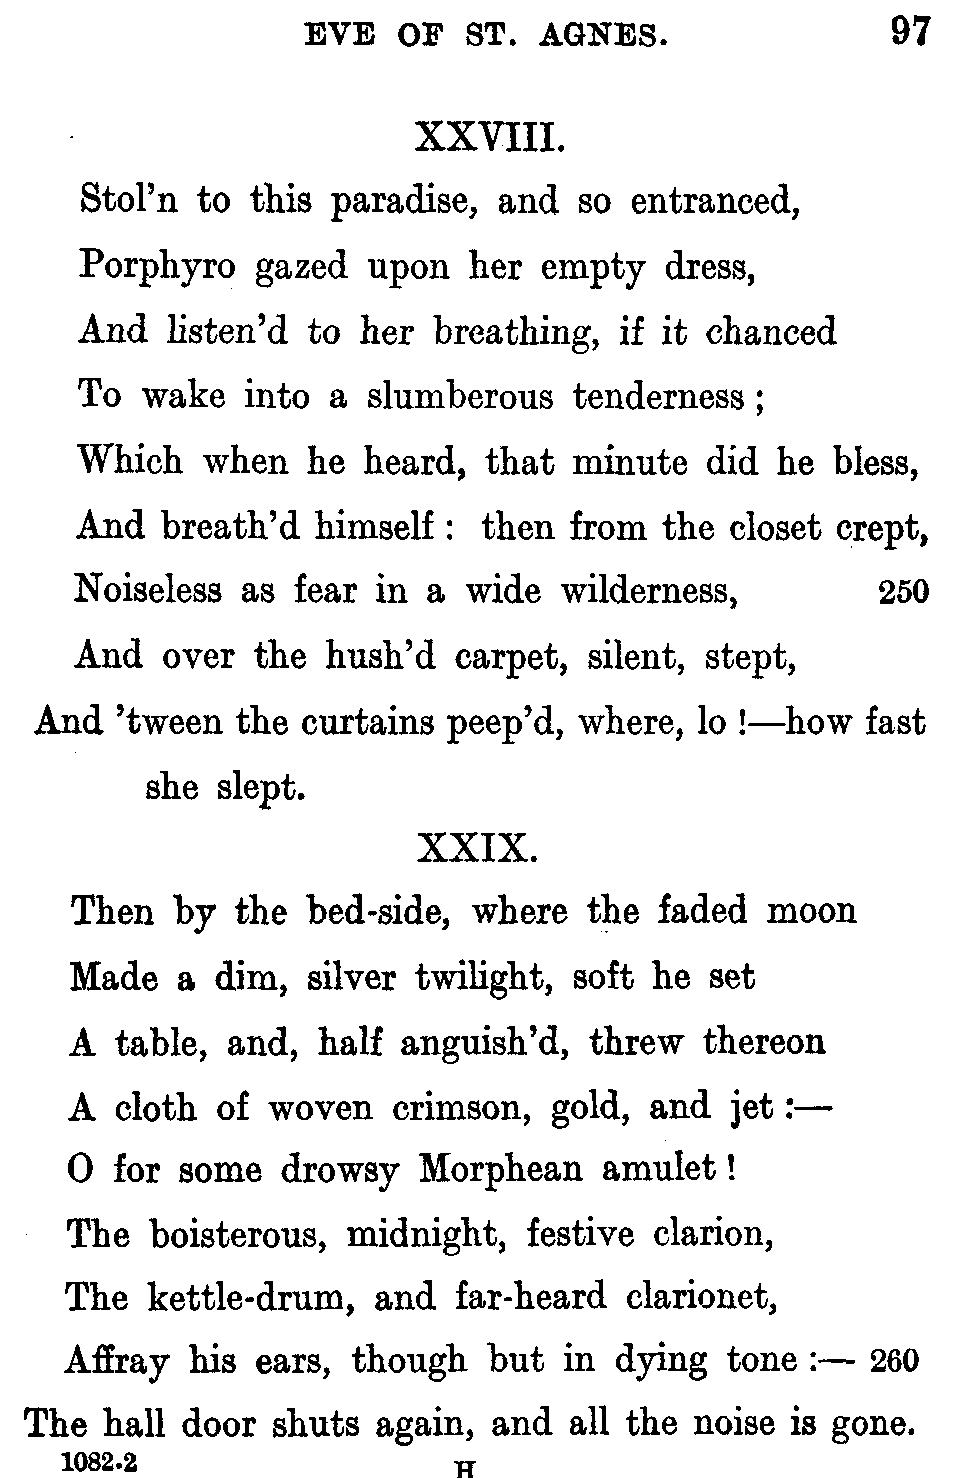 EVE OF ST. AGNES. 97
XXVIII.
Stol’n to this paradise, and so entranced,
Porphyro gazed upon her empty dress,
And listen’d to her breathing, if it chanced
To wake into a slumberous tenderness ;
Which when he heard, that minute did he bless,
And breath’d himself : then from the closet crept,
Noiseless as fear in a wide wilderness, 250
And over the hush’d carpet, silent, stept,
And ’tween the curtains peep’d, where, lo !—how fast
she slept.
XXIX.
Then by the bed-side, where the faded moon
Made a dim, silver twilight, soft he set
A table, and, half anguish’d, threw thereon
A cloth of woven crimson, gold, and jet :—
O for some drowsy Morphean amulet !
The boisterous, midnight, festive clarion,
The kettle-drum, and far-heard clarionet,
Affray his ears, though but in dying tone :— 260
The hall door shuts again, and all the noise is gone.
1082·2 H